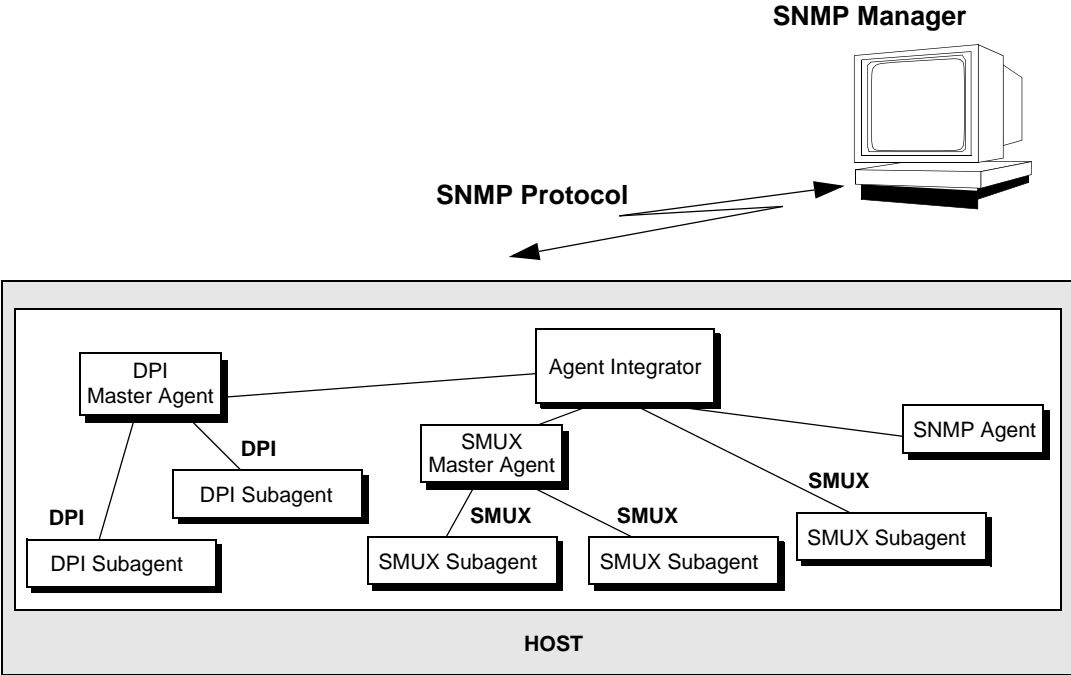 SNMP Manager
SNMP Protocol
DPI
Master Agent
Agent Integrator
SNMP Agent
SMUX
Master Agent
DPI
DPI Subagent
SMUX
DPI
SMUX
SMUX
DPI Subagent
SMUX Subagent
SMUX Subagent
SMUX Subagent
HOST